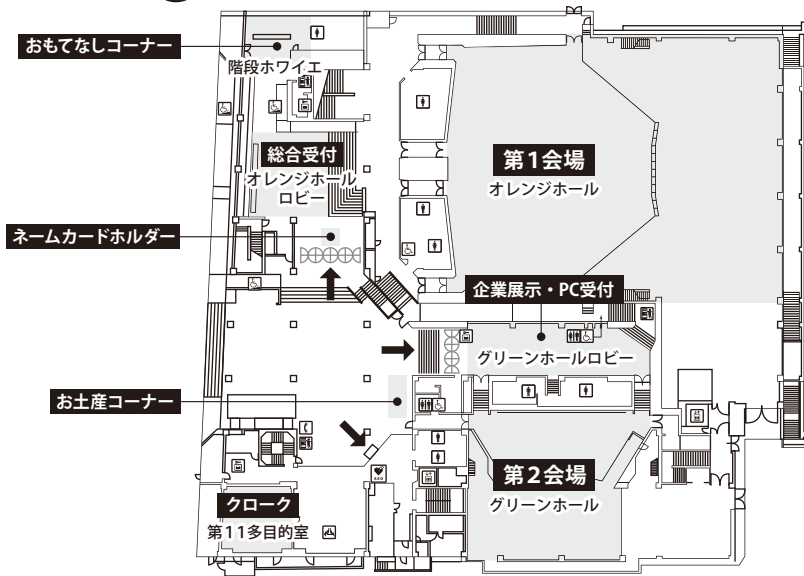 おもてなしコーナー
階段ホワイエ
総合受付
オレンジホール
ロビー
第1会場
オレンジホール
ネームカードホルダー
企業展示・PC受付
グリーンホールロビー
お土産コーナー
第2会場
グリーンホール
クローク
第11多目的室
AED